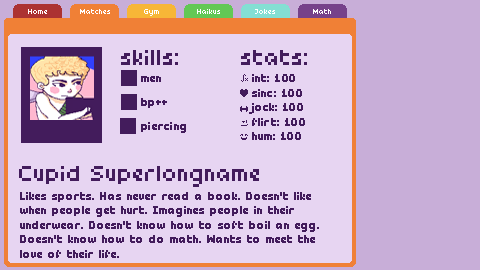 Home Matches Gym Haikus Jokes Math
skills:
men
bp++
piercing
stats:
int: 100
sinc: 100
jock: 100
flirt: 100
hum: 100
Cupid Superlongname
Likes sports. Has never read a book. Doesn't like
when people get hurt. Imagines people in their
underwear. Doesn't know how to soft boil an egg.
Doesn't know how to do math. Wants to meet the
love of their life.